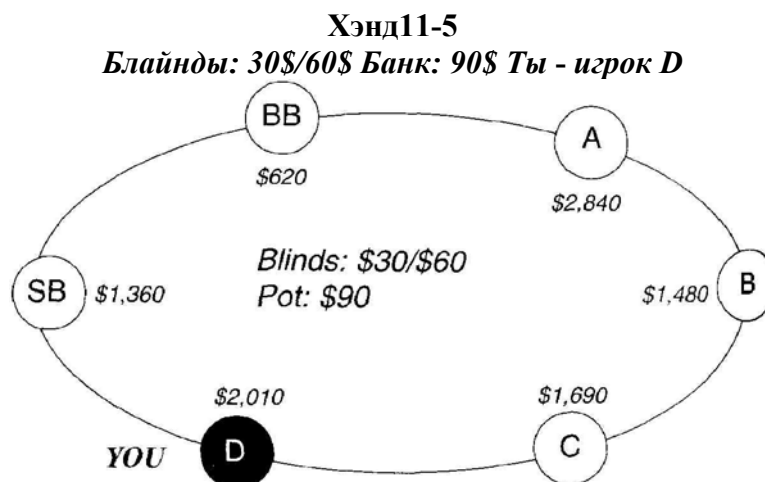 Хэнд11-5
Блайнды: 30$/60$ Банк: 90$ Ты - игрок D
BB
A
$620
$2,840
Blinds: $30/$60
Pot: $90
SB
$1,360
$1,480
B
$2,010
$1,690
YOU
D
C